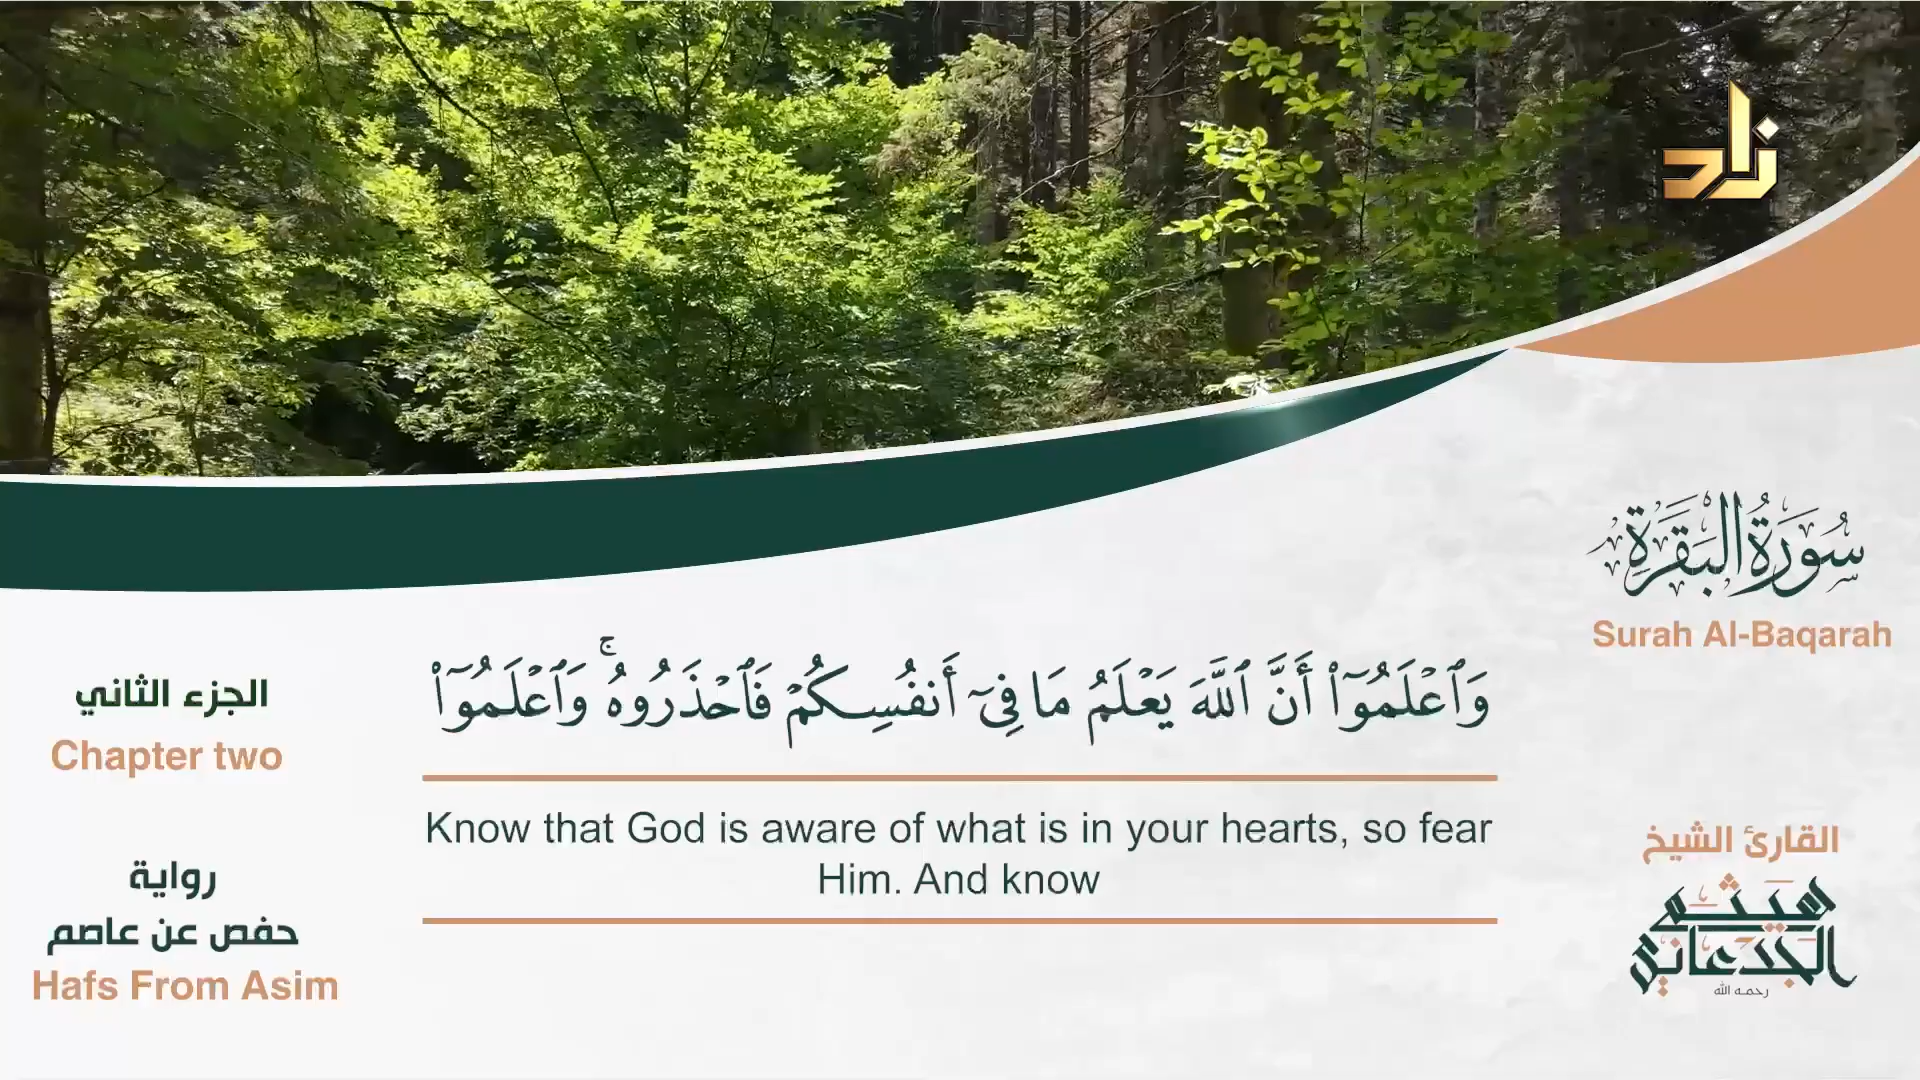 زاد
سُورَةُ البَقَرَةِ
Surah Al-Baqarah
وَٱعْلَمُوٓا۟ أَنَّ ٱللَّهَ يَعْلَمُ مَا فِىٓ أَنفُسِكُمْ فَٱحْذَرُوهُ ۚ وَٱعْلَمُوٓا۟
Know that God is aware of what is in your hearts, so fear
Him. And know
الجزء الثاني
Chapter two
رواية
حفص عن عاصم
Hafs From Asim
القارئ الشيخ
هيثم
الجدعاني
رحمه الله